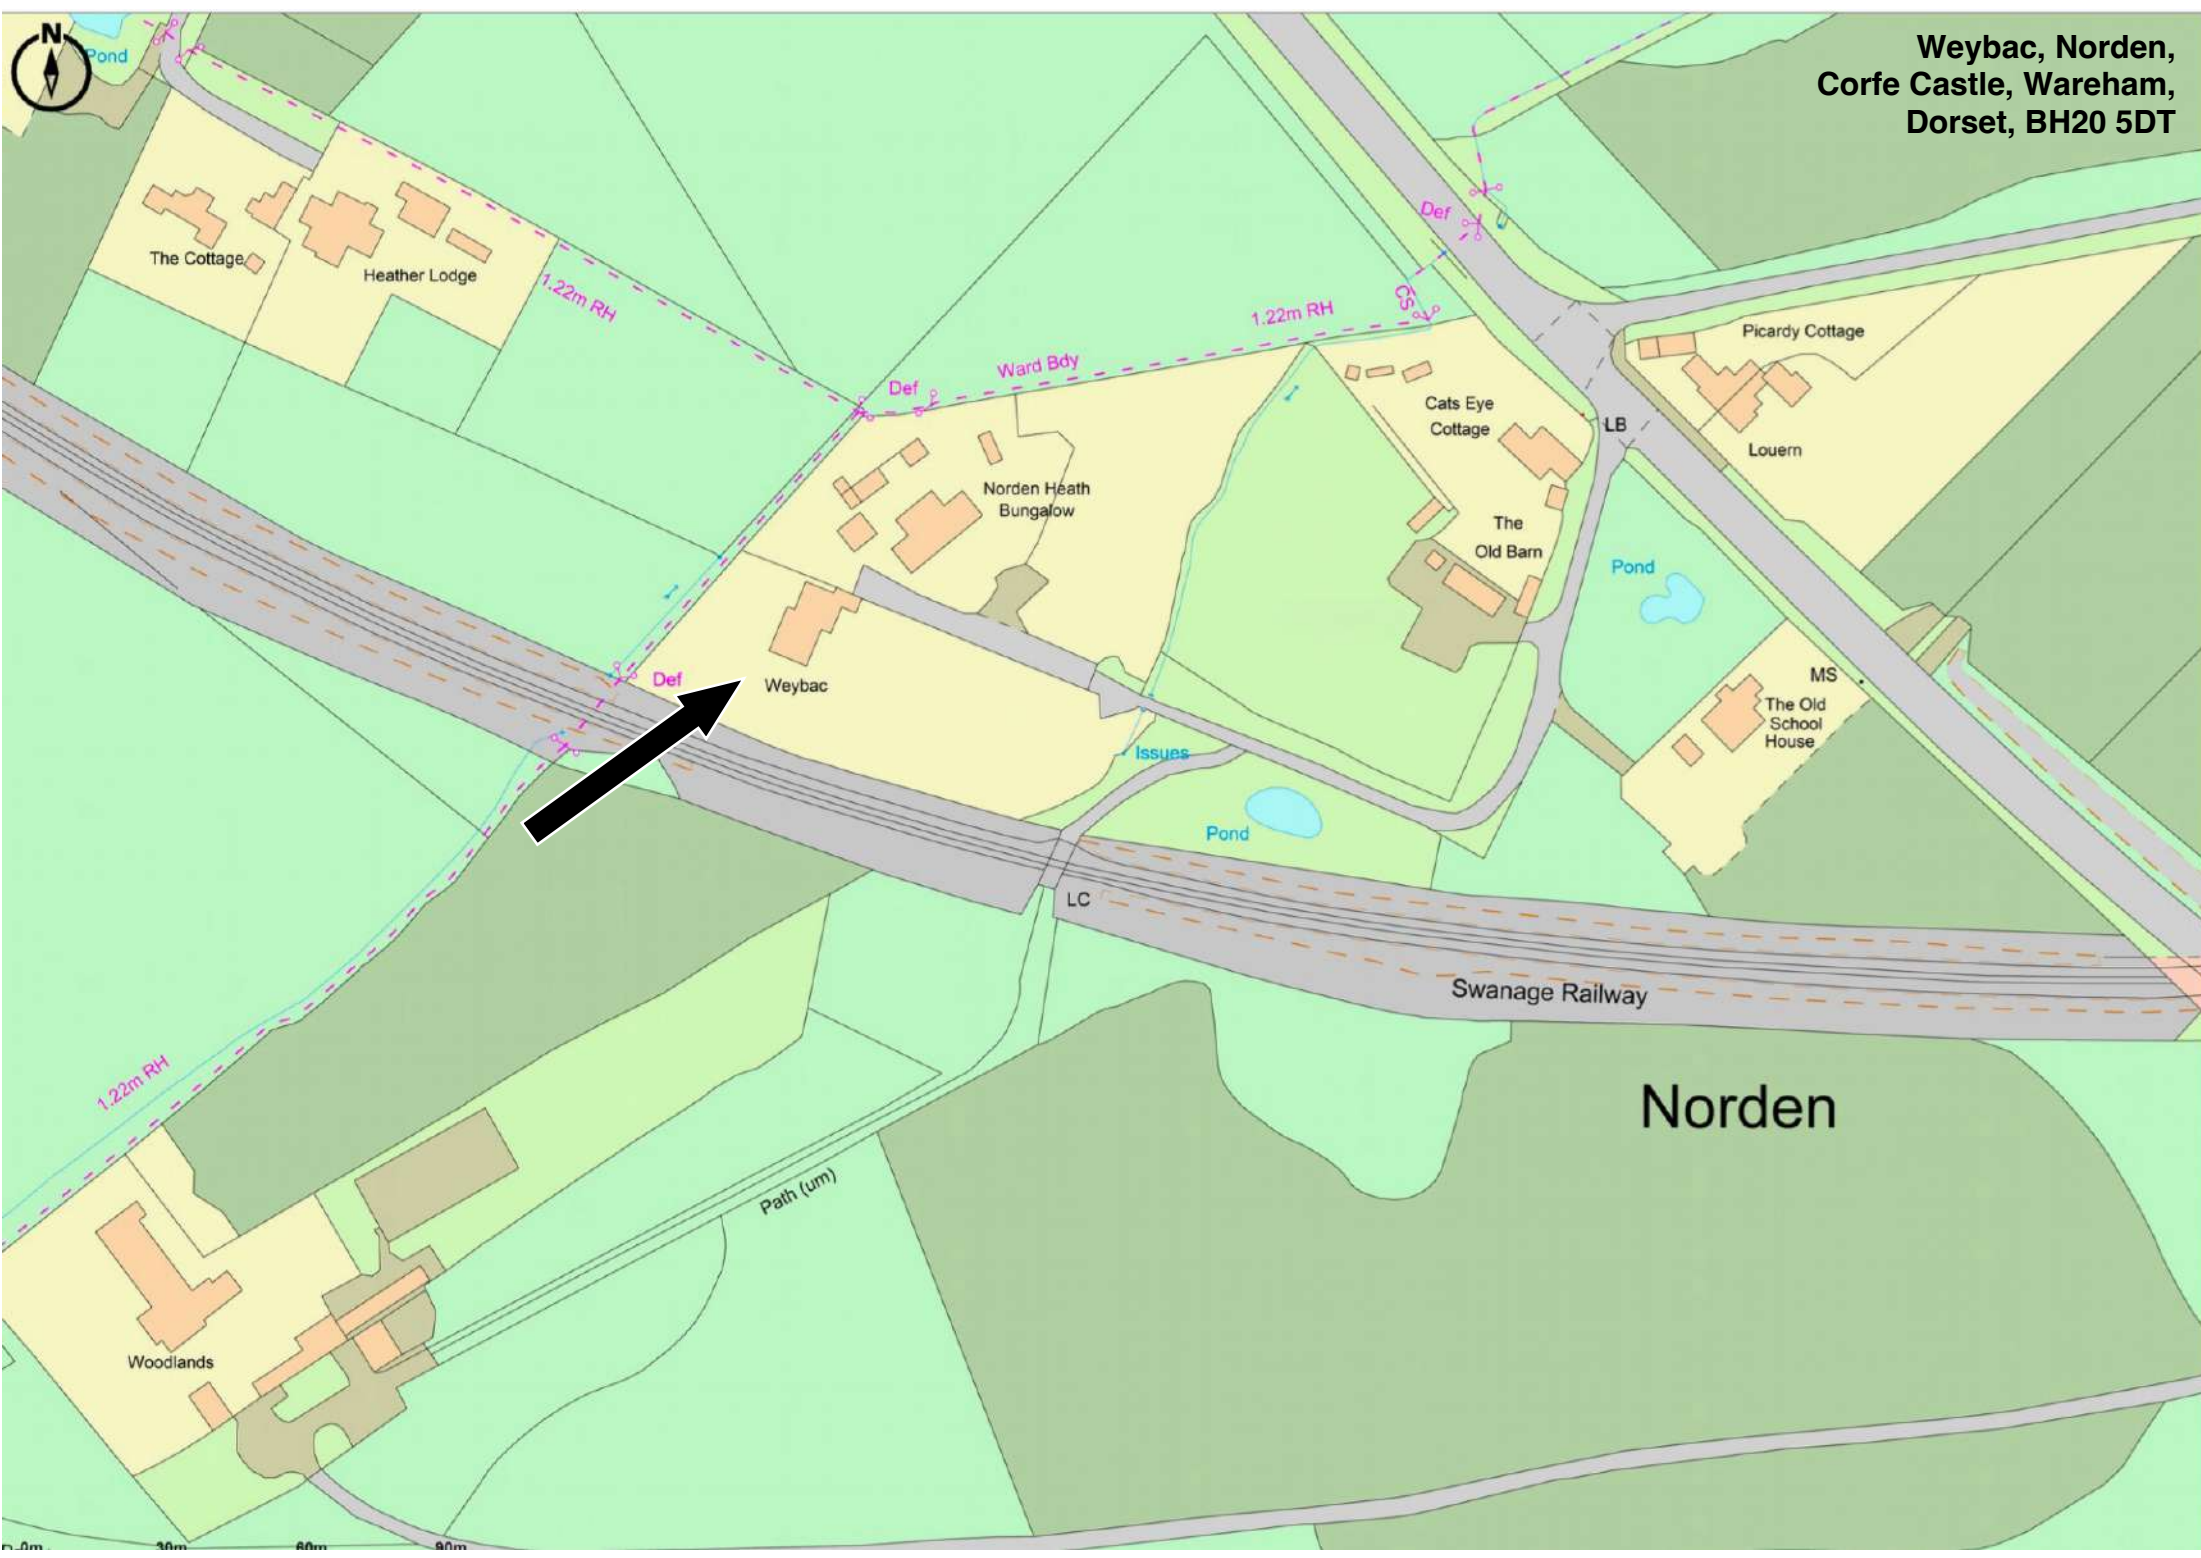 N
Weybac, Norden,
Corfe Castle, Wareham,
Dorset, BH20 5DT
Pond
Def
The Cottage
Heather Lodge
1.22m RH
CS
1.22m RH
Picardy Cottage
Ward Bdy
Def
Cats Eye
Cottage
LB
Louern
Norden Heath
Bungalow
The
Old Barn
Pond
Def
Weybac
MS
The Old
School
House
Issues
Pond
LC
Swanage Railway
1.22m RH
Norden
Path (um)
Woodlands
0m
30m
60m
90m